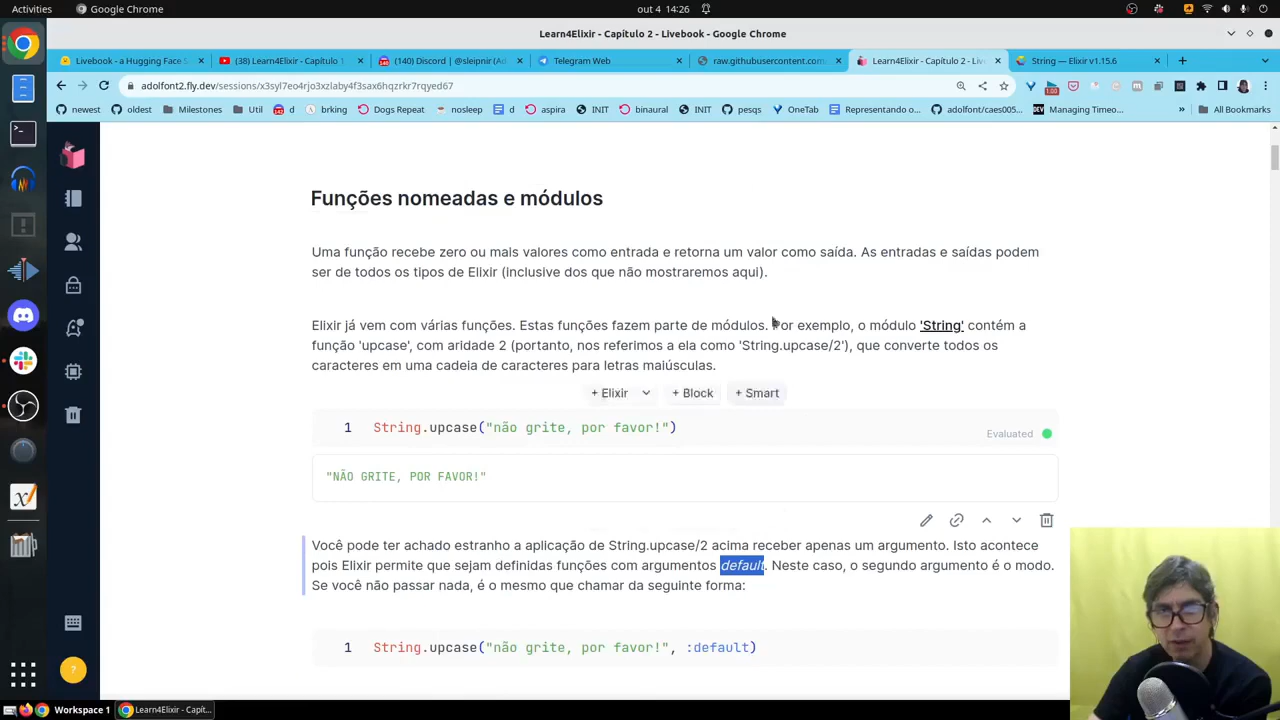 Activities
Google Chrome
out 4 14:26
Learn4Elixir - Capítulo 2 - Livebook - Google Chrome
Livebook - a Hugging Face S
(38) Learn4Elixir - Capítulo 1
(140) Discord | @sleipnir (Ad
Telegram Web
raw.githubusercontent.com
Learn4Elixir - Capítulo 2 - Liv
String — Elixir v1.15.6
adolfont2.fly.dev/sessions/x3syl7eo4rjo3xzlaby4f3sax6hqzrkr7rqyed67
newest
oldest
Milestones
Util
d
brking
Dogs Repeat
nosleep
d
aspira
INIT
binaural
INIT
pesqs
OneTab
Representando o...
adolfont/caes005...
Managing Timeo...
»
All Bookmarks
Funções nomeadas e módulos
Uma função recebe zero ou mais valores como entrada e retorna um valor como saída. As entradas e saídas podem
ser de todos os tipos de Elixir (inclusive dos que não mostraremos aqui).
Elixir já vem com várias funções. Estas funções fazem parte de módulos. Por exemplo, o módulo 'String' contém a
função 'upcase', com aridade 2 (portanto, nos referimos a ela como 'String.upcase/2'), que converte todos os
caracteres em uma cadeia de caracteres para letras maiúsculas.
+ Elixir
+ Block
+ Smart
1 String.upcase("não grite, por favor!")
Evaluated
"NÃO GRITE, POR FAVOR!"
Você pode ter achado estranho a aplicação de String.upcase/2 acima receber apenas um argumento. Isto acontece
pois Elixir permite que sejam definidas funções com argumentos default. Neste caso, o segundo argumento é o modo.
Se você não passar nada, é o mesmo que chamar da seguinte forma:
1 String.upcase("não grite, por favor!", :default)
?
Workspace 1
Learn4Elixir - Capít...